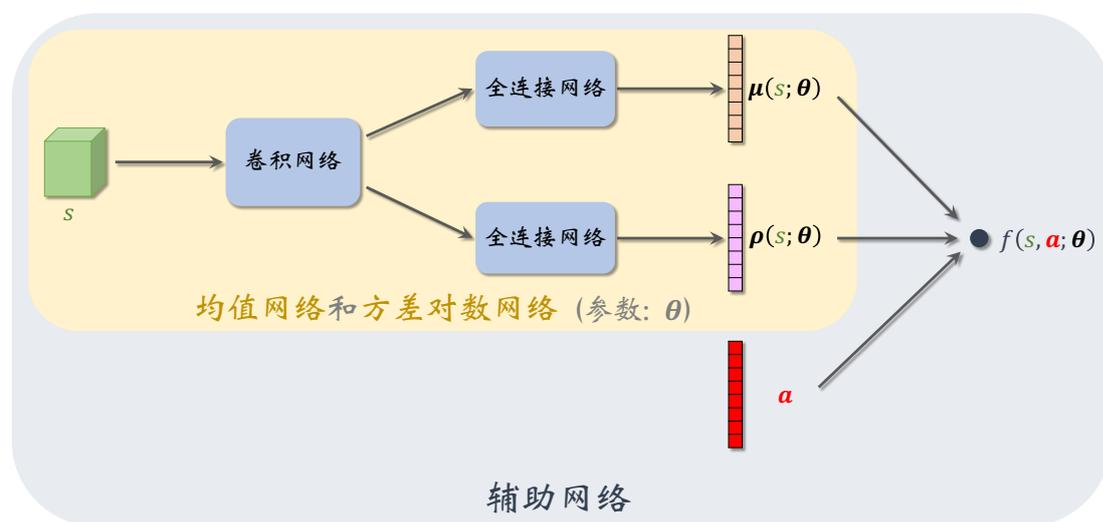 全连接网络
μ(s; θ)
卷积网络
s
全连接网络
ρ(s; θ)
f(s, a; θ)
均值网络和方差对数网络 (参数: θ)
a
辅助网络